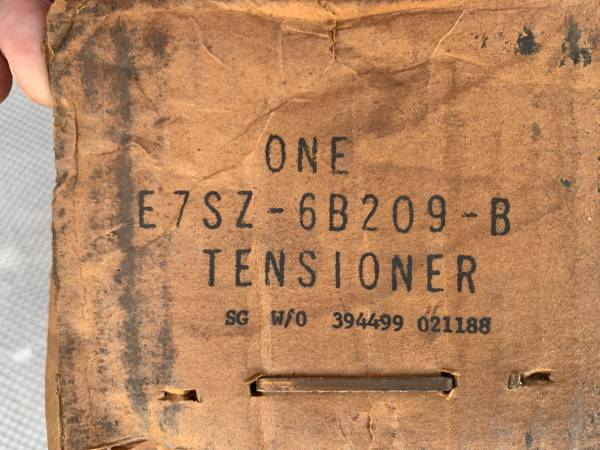 ONE
E7SZ-6B209-B
TENSIONER
SG W/O 394499 021188